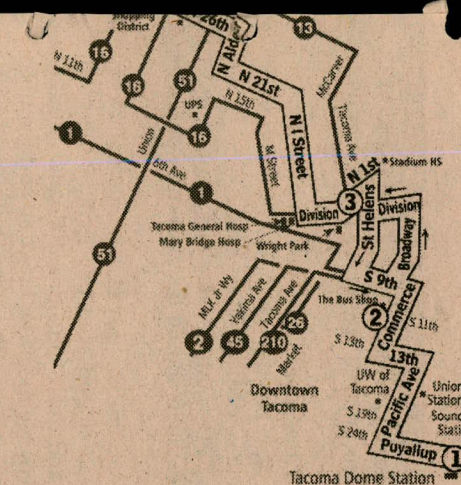 Shopping
District
26th
N Alder
13
16
N 11th
16
51
UPS
N 21st
N 15th
McCarver
1
Union
6th Ave
16
M Street
N I Street
Tacoma Ave
N 1st
Stadium HS
1
3
Division
Division
St Helens
Broadway
Tacoma General Hosp
Mary Bridge Hosp
Wright Park
51
S 9th
MLK Jr Wy
Yakima Ave
Tacoma Ave
The Bus Shop
Commerce
2
S 11th
26
2
45
210
Market
S 13th
13th
Downtown
Tacoma
UW of
Tacoma
Pacific Ave
Union
Station
Sound
Stati
S 19th
S 24th
Puyallup
1
Tacoma Dome Station